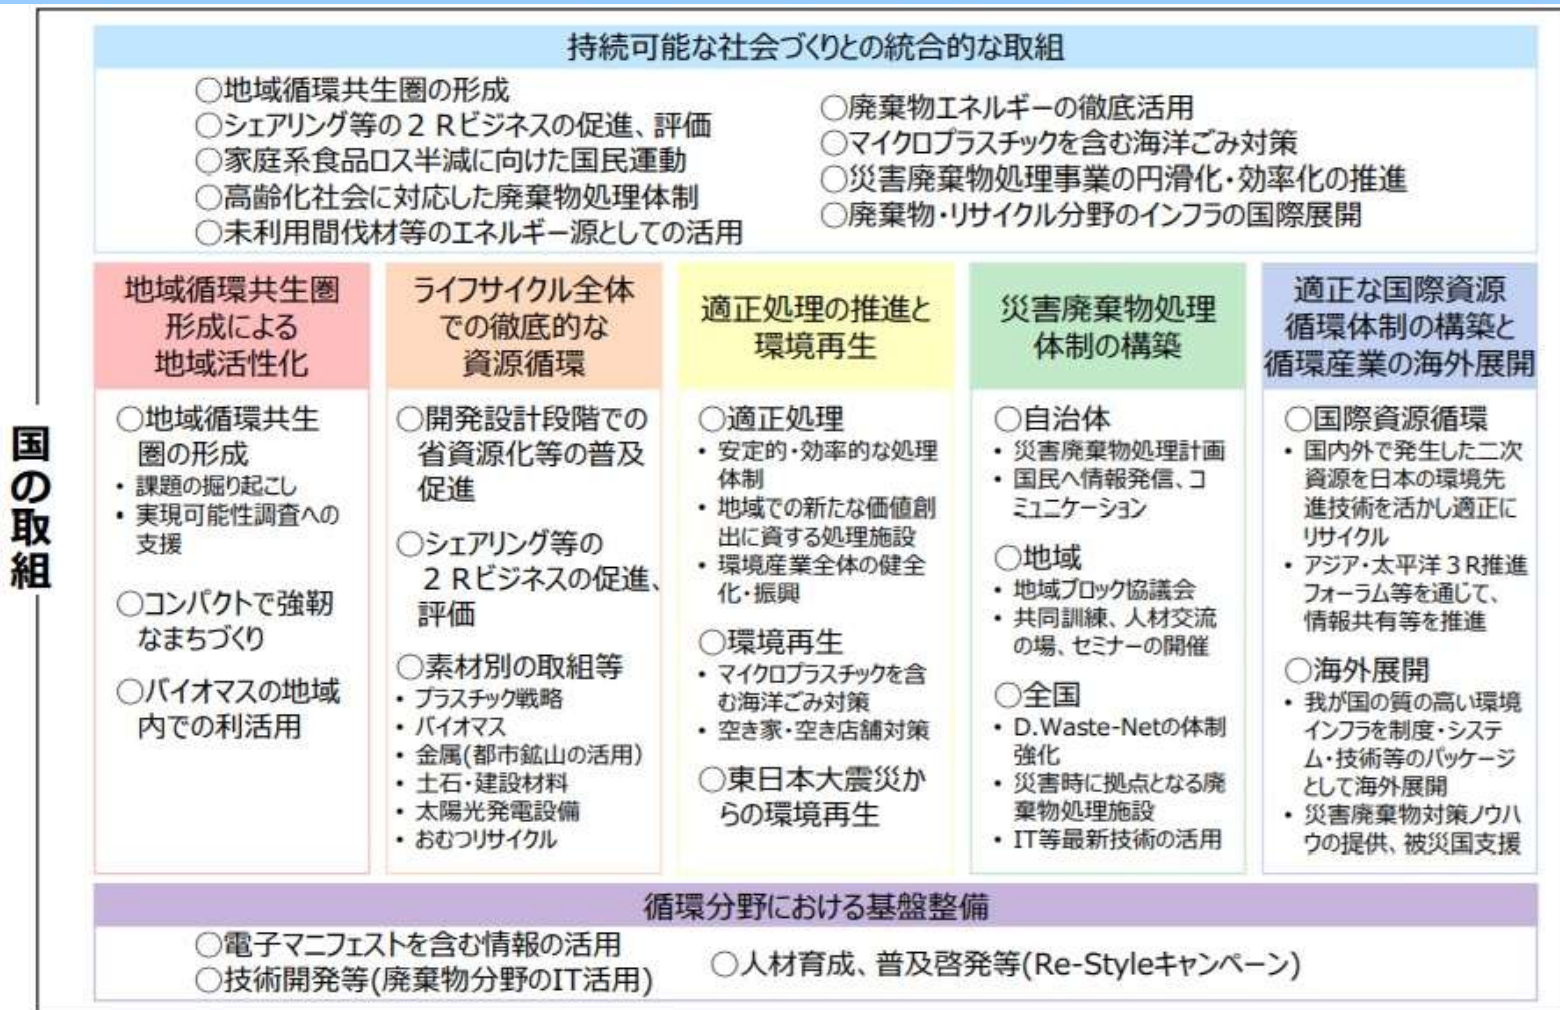 持続可能な社会づくりとの統合的な取組
○地域循環共生圏の形成
○シェアリング等の２Ｒビジネスの促進、評価
○家庭系食品ロス半減に向けた国民運動
○高齢化社会に対応した廃棄物処理体制
○未利用間伐材等のエネルギー源としての活用
○廃棄物エネルギーの徹底活用
○マイクロプラスチックを含む海洋ごみ対策
○災害廃棄物処理事業の円滑化・効率化の推進
○廃棄物・リサイクル分野のインフラの国際展開
国の取組
地域循環共生圏
形成による
地域活性化
○地域循環共生
圏の形成
• 課題の掘り起こし
• 実現可能性調査への
支援
○コンパクトで強靭
なまちづくり
○バイオマスの地域
内での利活用
ライフサイクル全体
での徹底的な
資源循環
○開発設計段階での
省資源化等の普及
促進
○シェアリング等の
２Ｒビジネスの促進、
評価
○素材別の取組等
• プラスチック戦略
• バイオマス
• 金属(都市鉱山の活用)
• 土石・建設材料
• 太陽光発電設備
• おむつリサイクル
適正処理の推進と
環境再生
○適正処理
• 安定的・効率的な処理
体制
• 地域での新たな価値創
出に資する処理施設
• 環境産業全体の健全
化・振興
○環境再生
• マイクロプラスチックを含
む海洋ごみ対策
• 空き家・空き店舗対策
○東日本大震災か
らの環境再生
災害廃棄物処理
体制の構築
○自治体
• 災害廃棄物処理計画
• 国民へ情報発信、コ
ミュニケーション
○地域
• 地域ブロック協議会
• 共同訓練、人材交流
の場、セミナーの開催
○全国
• D.Waste-Netの体制
強化
• 災害時に拠点となる廃
棄物処理施設
• IT等最新技術の活用
適正な国際資源
循環体制の構築と
循環産業の海外展開
○国際資源循環
• 国内外で発生した二次
資源を日本の環境先
進技術を活かし適正に
リサイクル
• アジア・太平洋３Ｒ推進
フォーラム等を通じて、
情報共有等を推進
○海外展開
• 我が国の質の高い環境
インフラを制度・システ
ム・技術等のパッケージ
として海外展開
• 災害廃棄物対策ノウハ
ウの提供、被災国支援
循環分野における基盤整備
○電子マニフェストを含む情報の活用
○技術開発等(廃棄物分野のIT活用)
○人材育成、普及啓発等(Re-Styleキャンペーン)